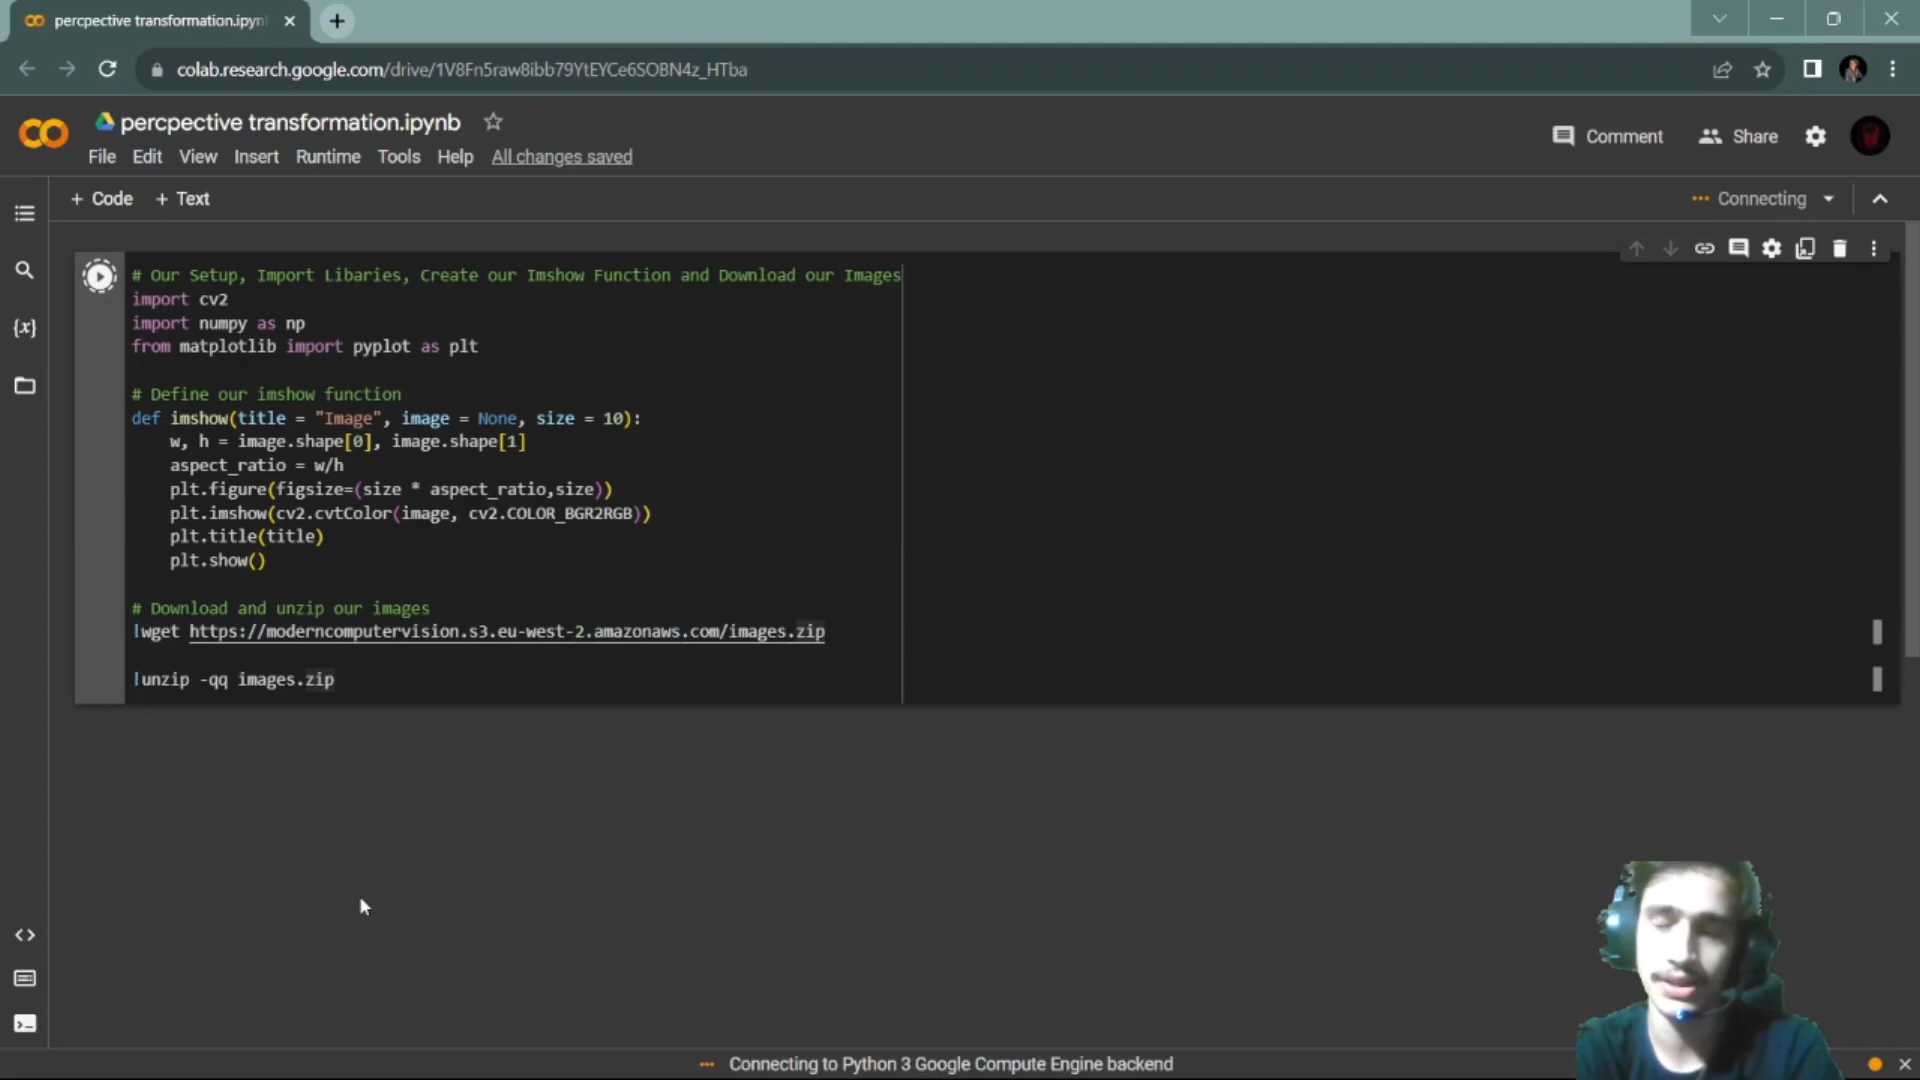 percpective transformation.ipyn
colab.research.google.com/drive/1V8Fn5raw8ibb79YtEYCe6SOBN4z_HTba
percpective transformation.ipynb
Comment
Share
File Edit View Insert Runtime Tools Help All changes saved
+ Code + Text
Connecting
# Our Setup, Import Libaries, Create our Imshow Function and Download our Images
import cv2
import numpy as np
from matplotlib import pyplot as plt
# Define our imshow function
def imshow(title = "Image", image = None, size = 10):
w, h = image.shape[0], image.shape[1]
aspect_ratio = w/h
plt.figure(figsize=(size * aspect_ratio,size))
plt.imshow(cv2.cvtColor(image, cv2.COLOR_BGR2RGB))
plt.title(title)
plt.show()
# Download and unzip our images
!wget https://moderncomputervision.s3.eu-west-2.amazonaws.com/images.zip
!unzip -qq images.zip
Connecting to Python 3 Google Compute Engine backend